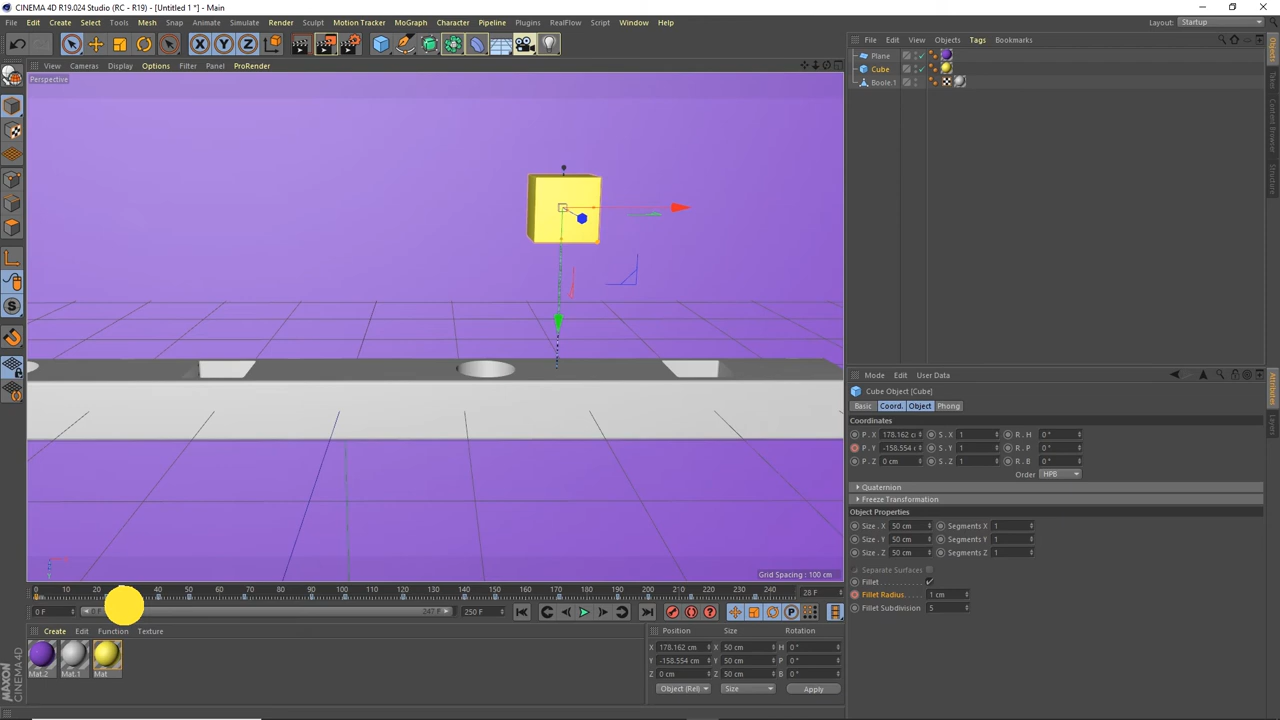 CINEMA 4D R19.024 Studio (RC - R19) - [Untitled 1 *] - Main
File Edit Create Select Tools Mesh Snap Animate Simulate Render Sculpt Motion Tracker MoGraph Character Pipeline Plugins RealFlow Script Window Help Layout: Startup
File Edit View Objects Tags Bookmarks
View Cameras Display Options Filter Panel ProRender
Perspective
Plane
Cube
Boole.1
Objects
Takes
Content Browser
Structure
Grid Spacing : 100 cm
Mode Edit User Data
Cube Object [Cube]
Basic Coord. Object Phong
Coordinates
P . X 178.162 c S . X 1 R . H 0 °
P . Y -158.554 S . Y 1 R . P 0 °
P . Z 0 cm S . Z 1 R . B 0 °
Order HPB
Quaternion
Freeze Transformation
Object Properties
Size . X 50 cm Segments X 1
Size . Y 50 cm Segments Y 1
Size . Z 50 cm Segments Z 1
Separate Surfaces
Fillet
Fillet Radius 1 cm
Fillet Subdivision 5
Attributes
Layers
0 10 20 40 50 60 70 80 90 100 110 120 130 140 150 160 170 180 190 200 210 220 230 240 28 F
0 F 247 F 250 F
Create Edit Function Texture
Mat.2 Mat.1 Mat
Position Size Rotation
X 178.162 cm X 50 cm H 0 °
Y -158.554 cm Y 50 cm P 0 °
Z 0 cm Z 50 cm B 0 °
Object (Rel) Size Apply
MAXON
CINEMA 4D